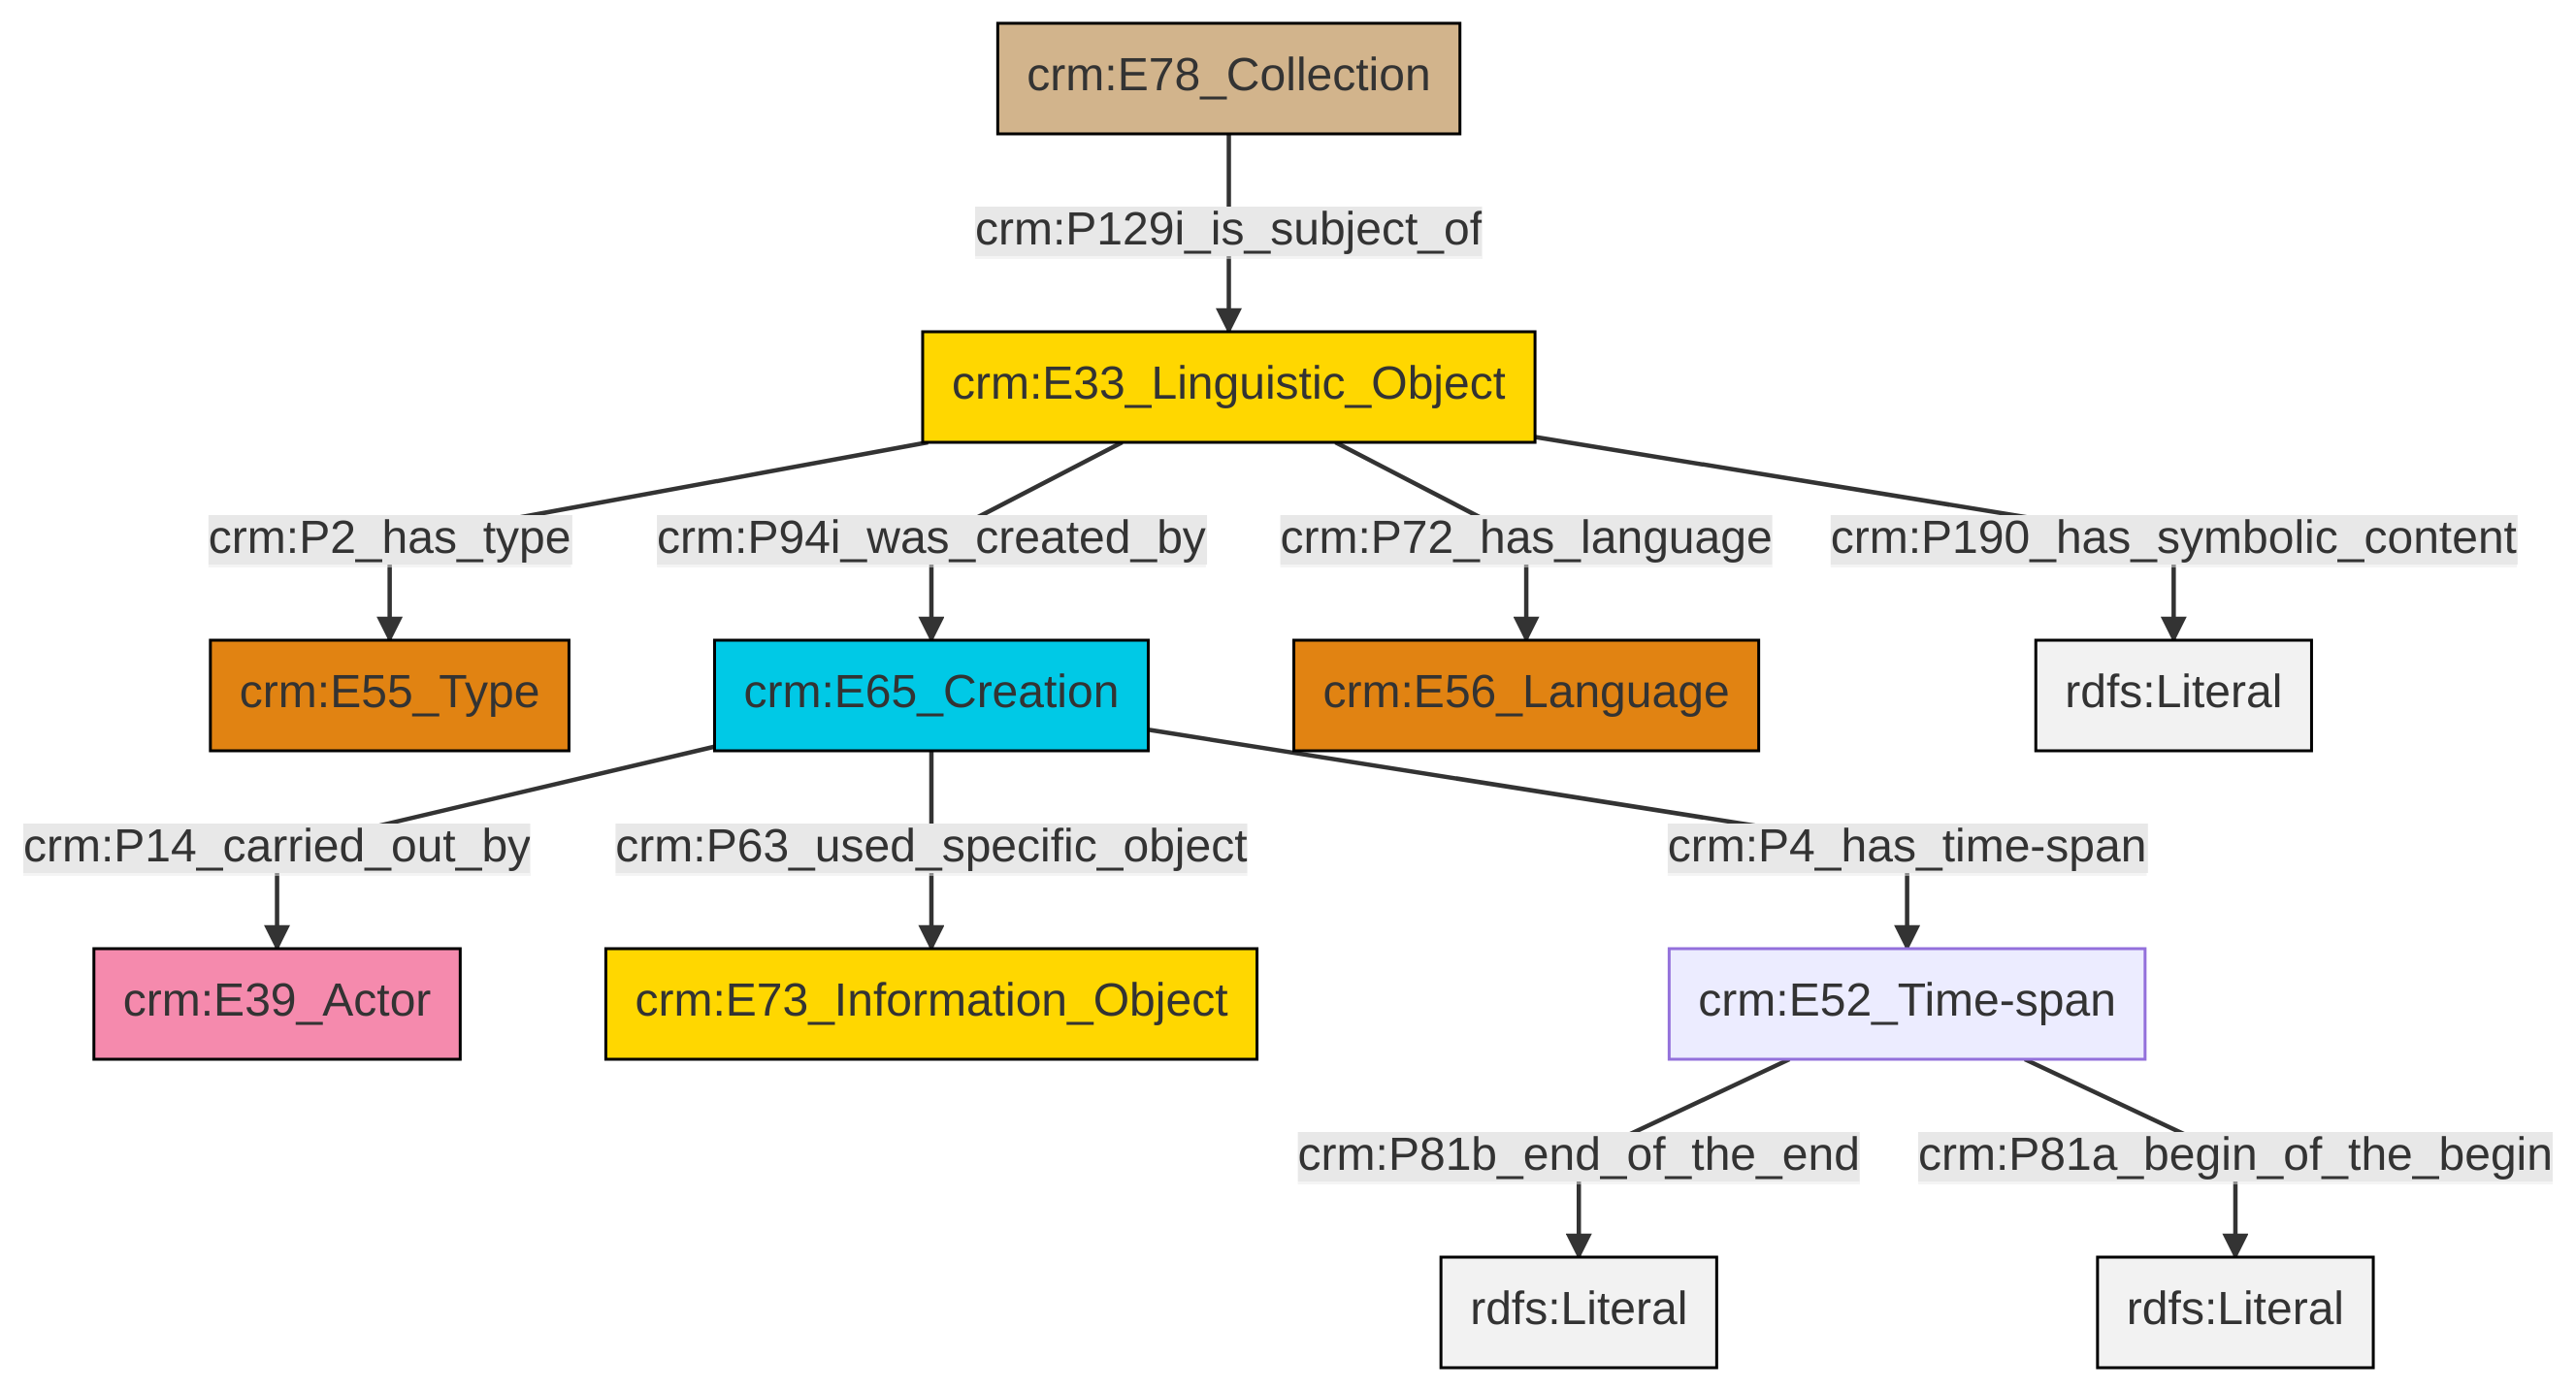 crm:E78_Collection
crm:P129i_is_subject_of
crm:E33_Linguistic_Object
crm:P2_has_type
crm:P94i_was_created_by
crm:P72_has_language
crm:P190_has_symbolic_content
crm:E55_Type
crm:E65_Creation
crm:E56_Language
rdfs:Literal
crm:P14_carried_out_by
crm:P63_used_specific_object
crm:P4_has_time-span
crm:E39_Actor
crm:E73_Information_Object
crm:E52_Time-span
crm:P81b_end_of_the_end
crm:P81a_begin_of_the_begin
rdfs:Literal
rdfs:Literal